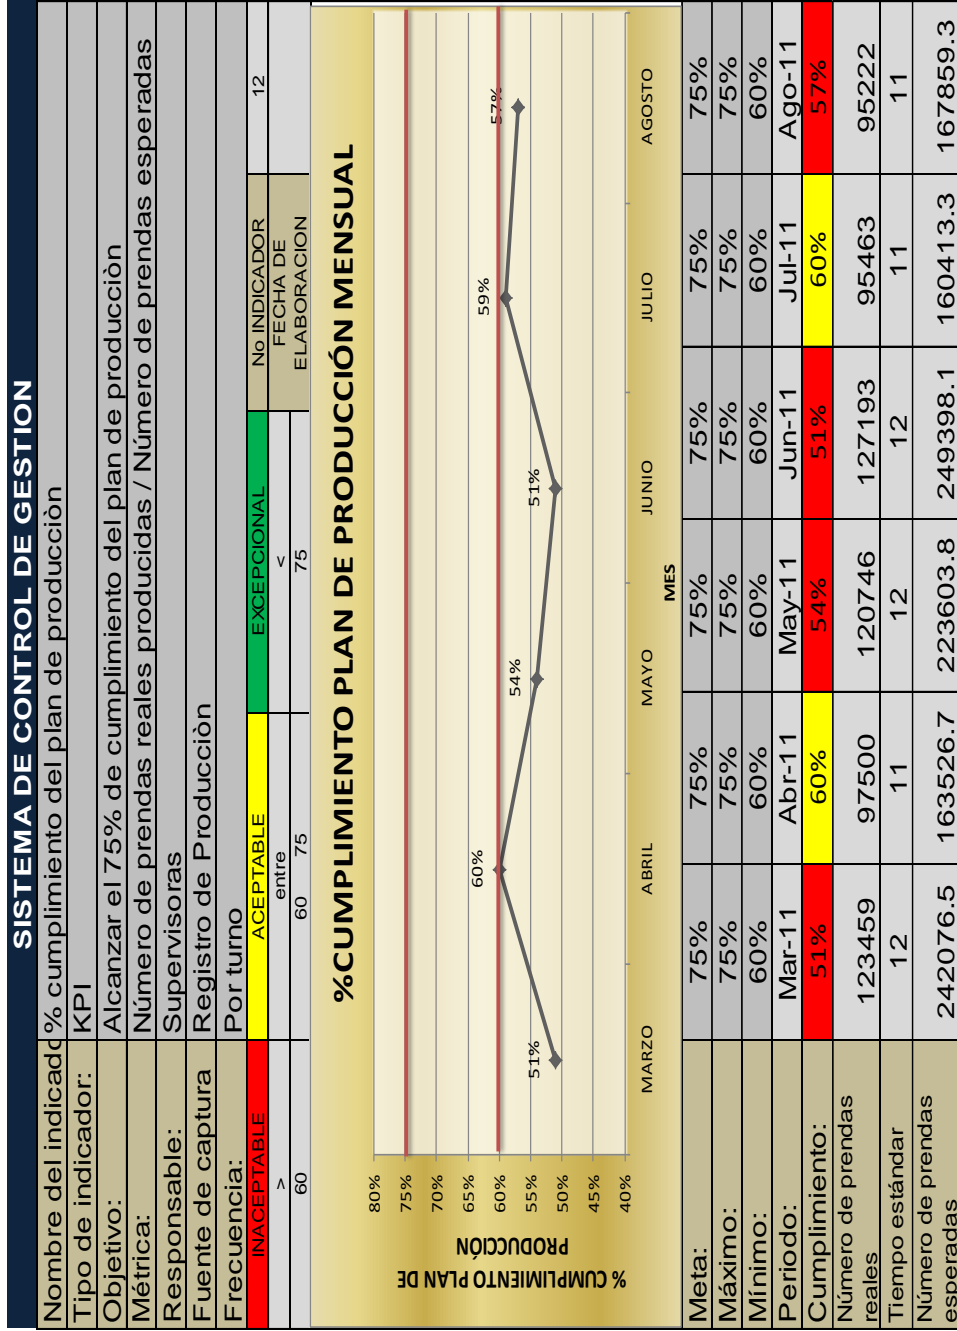 SISTEMA DE CONTROL DE GESTION
Nombre del indicado % cumplimiento del plan de producciòn
Tipo de indicador: KPI
Objetivo: Alcanzar el 75% de cumplimiento del plan de producciòn
Métrica: Número de prendas reales producidas / Número de prendas esperadas
Responsable: Supervisoras
Fuente de captura Registro de Producciòn
Frecuencia: Por turno
INACEPTABLE ACEPTABLE EXCEPCIONAL No INDICADOR 12
> entre < FECHA DE
60 60 75 75 ELABORACION
%CUMPLIMIENTO PLAN DE PRODUCCIÓN MENSUAL
% CUMPLIMIENTO PLAN DE
PRODUCCIÓN
80%
75%
70%
65%
60%
55%
50%
45%
40%
51% 60% 54% 51% 59% 57%
MARZO ABRIL MAYO JUNIO JULIO AGOSTO
MES
Meta: 75% 75% 75% 75% 75% 75%
Máximo: 75% 75% 75% 75% 75% 75%
Mínimo: 60% 60% 60% 60% 60% 60%
Periodo: Mar-11 Abr-11 May-11 Jun-11 Jul-11 Ago-11
Cumplimiento: 51% 60% 54% 51% 60% 57%
Número de prendas
reales 123459 97500 120746 127193 95463 95222
Tiempo estándar 12 11 12 12 11 11
Número de prendas
esperadas 242076.5 163526.7 223603.8 249398.1 160413.3 167859.3